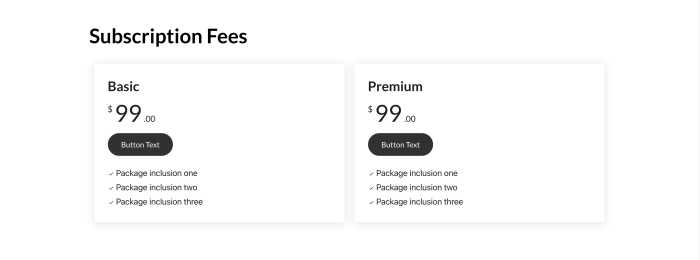 Subscription Fees
Basic
$ 99 .00
Button Text
✓ Package inclusion one
✓ Package inclusion two
✓ Package inclusion three
Premium
$ 99 .00
Button Text
✓ Package inclusion one
✓ Package inclusion two
✓ Package inclusion three